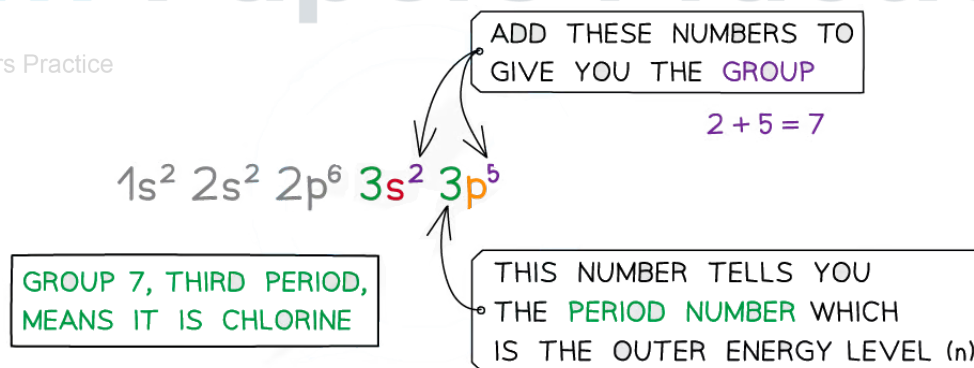 rs Practice
ADD THESE NUMBERS TO
GIVE YOU THE GROUP
2 + 5 = 7
1s² 2s² 2p⁶ 3s² 3p⁵
GROUP 7, THIRD PERIOD,
MEANS IT IS CHLORINE
THIS NUMBER TELLS YOU
THE PERIOD NUMBER WHICH
IS THE OUTER ENERGY LEVEL (n)